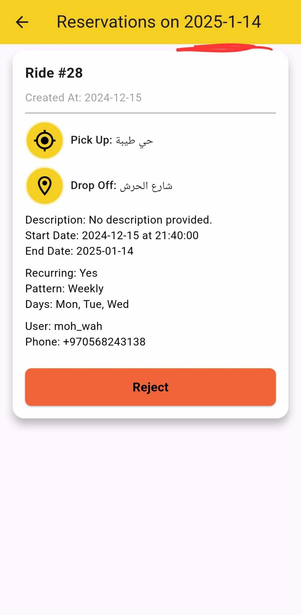 Reservations on 2025-1-14
Ride #28
Created At: 2024-12-15
Pick Up: حي طيبة
Drop Off: شارع الحرش
Description: No description provided.
Start Date: 2024-12-15 at 21:40:00
End Date: 2025-01-14
Recurring: Yes
Pattern: Weekly
Days: Mon, Tue, Wed
User: moh_wah
Phone: +970568243138
Reject